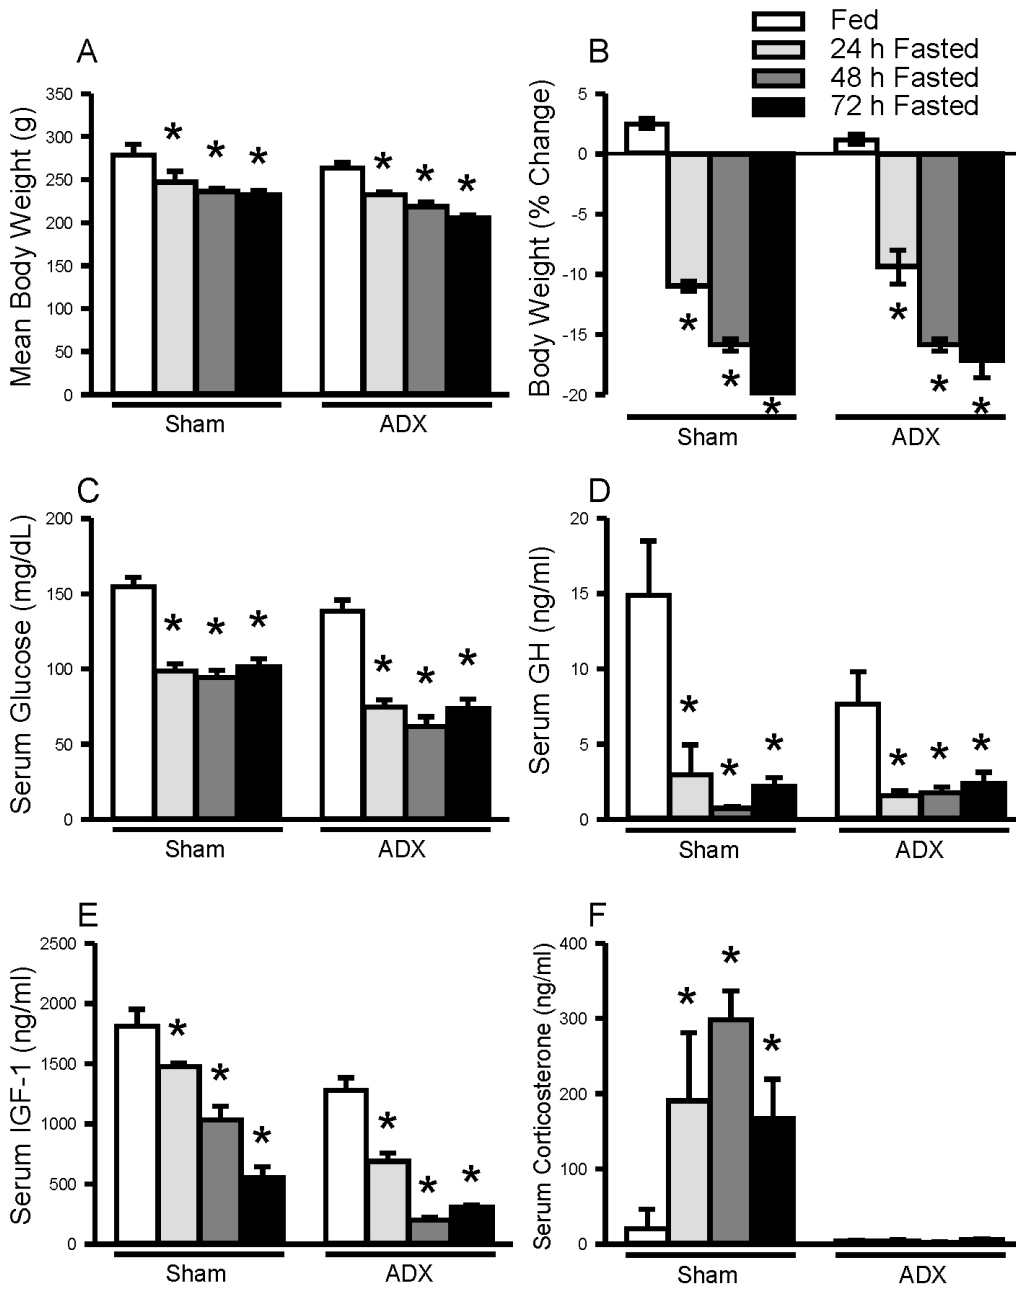 Fed
24 h Fasted
48 h Fasted
72 h Fasted
A
Mean Body Weight (g)
350
300
250
200
150
100
50
0
* * * * * *
Sham ADX
B
Body Weight (% Change)
5
0
-5
-10
-15
-20
* * * * * *
Sham ADX
C
Serum Glucose (mg/dL)
200
150
100
50
0
* * * * * *
Sham ADX
D
Serum GH (ng/ml)
20
15
10
5
0
* * * * * *
Sham ADX
E
Serum IGF-1 (ng/ml)
2500
2000
1500
1000
500
0
* * * * * *
Sham ADX
F
Serum Corticosterone (ng/ml)
400
300
200
100
0
* * *
Sham ADX